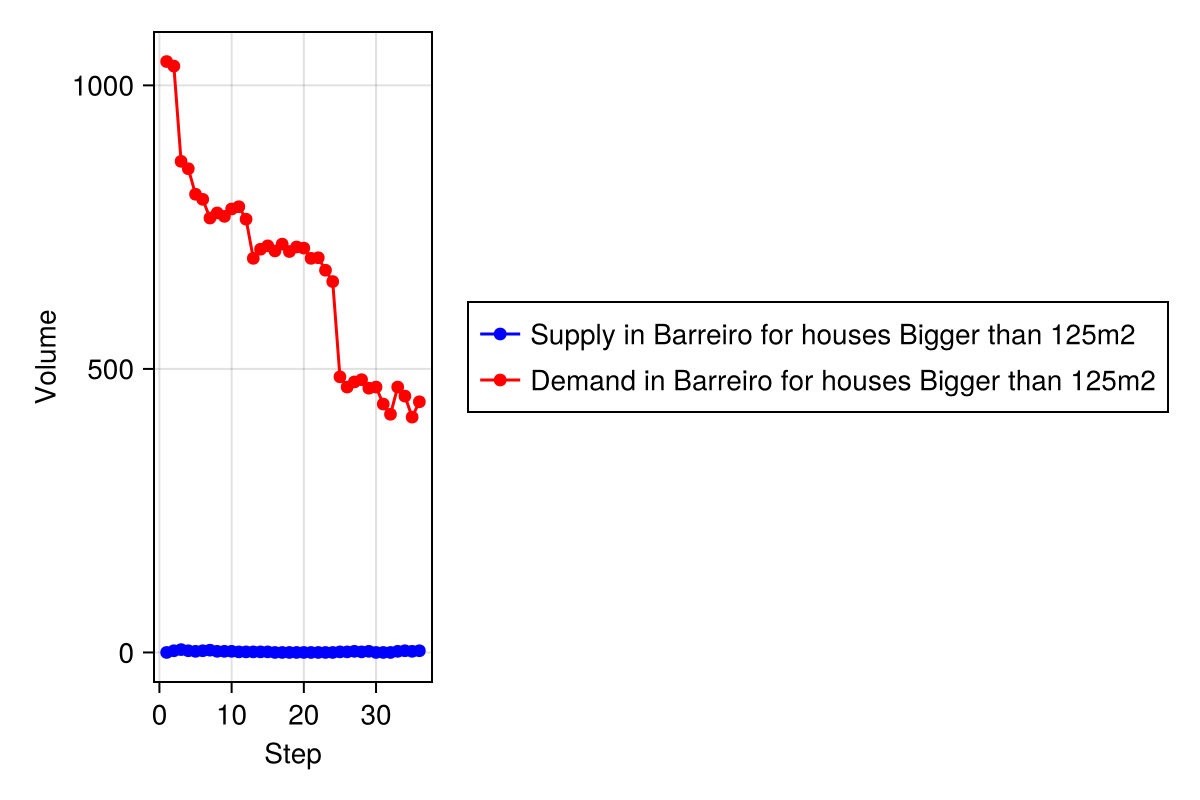 1000
500
0
Volume
0 10 20 30
Step
Supply in Barreiro for houses Bigger than 125m2
Demand in Barreiro for houses Bigger than 125m2